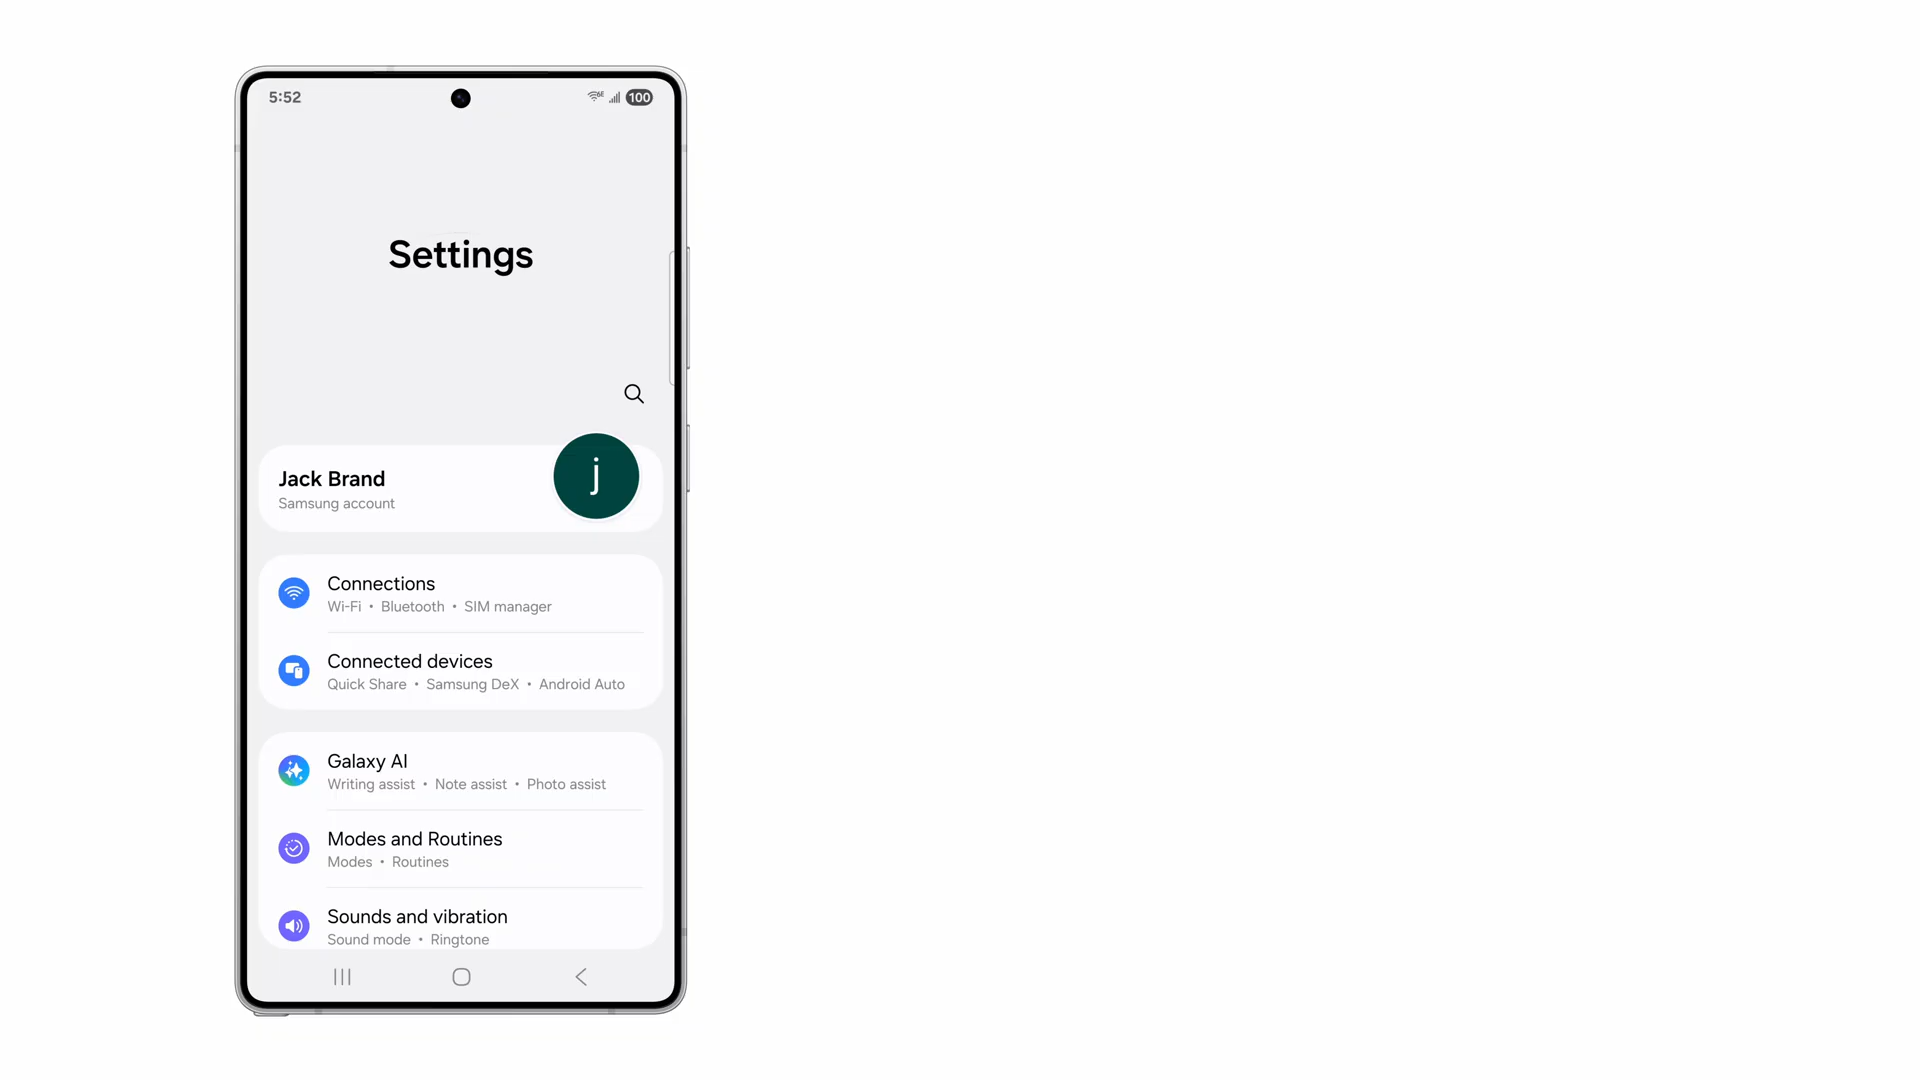 5:52
6E
100
Settings
Jack Brand
Samsung account
j
Connections
Wi-Fi • Bluetooth • SIM manager
Connected devices
Quick Share • Samsung DeX • Android Auto
Galaxy AI
Writing assist • Note assist • Photo assist
Modes and Routines
Modes • Routines
Sounds and vibration
Sound mode • Ringtone